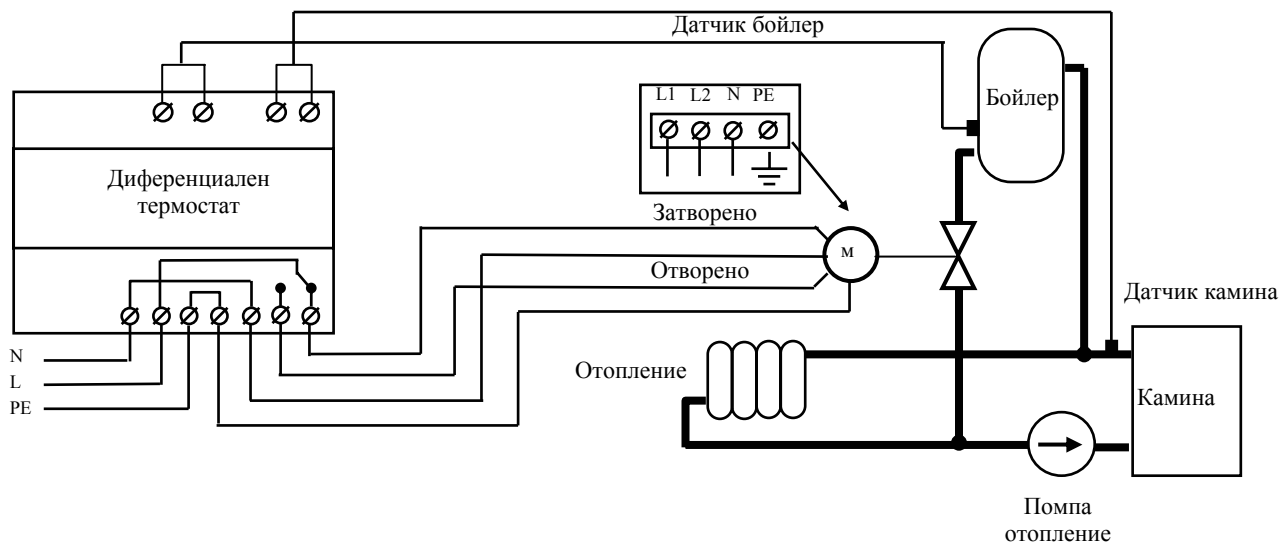 Датчик бойлер
L1 L2 N PE
Бойлер
Диференциален
термостат
Затворено
м
Отворено
Датчик камина
N
L
PE
Отопление
Камина
Помпа
отопление